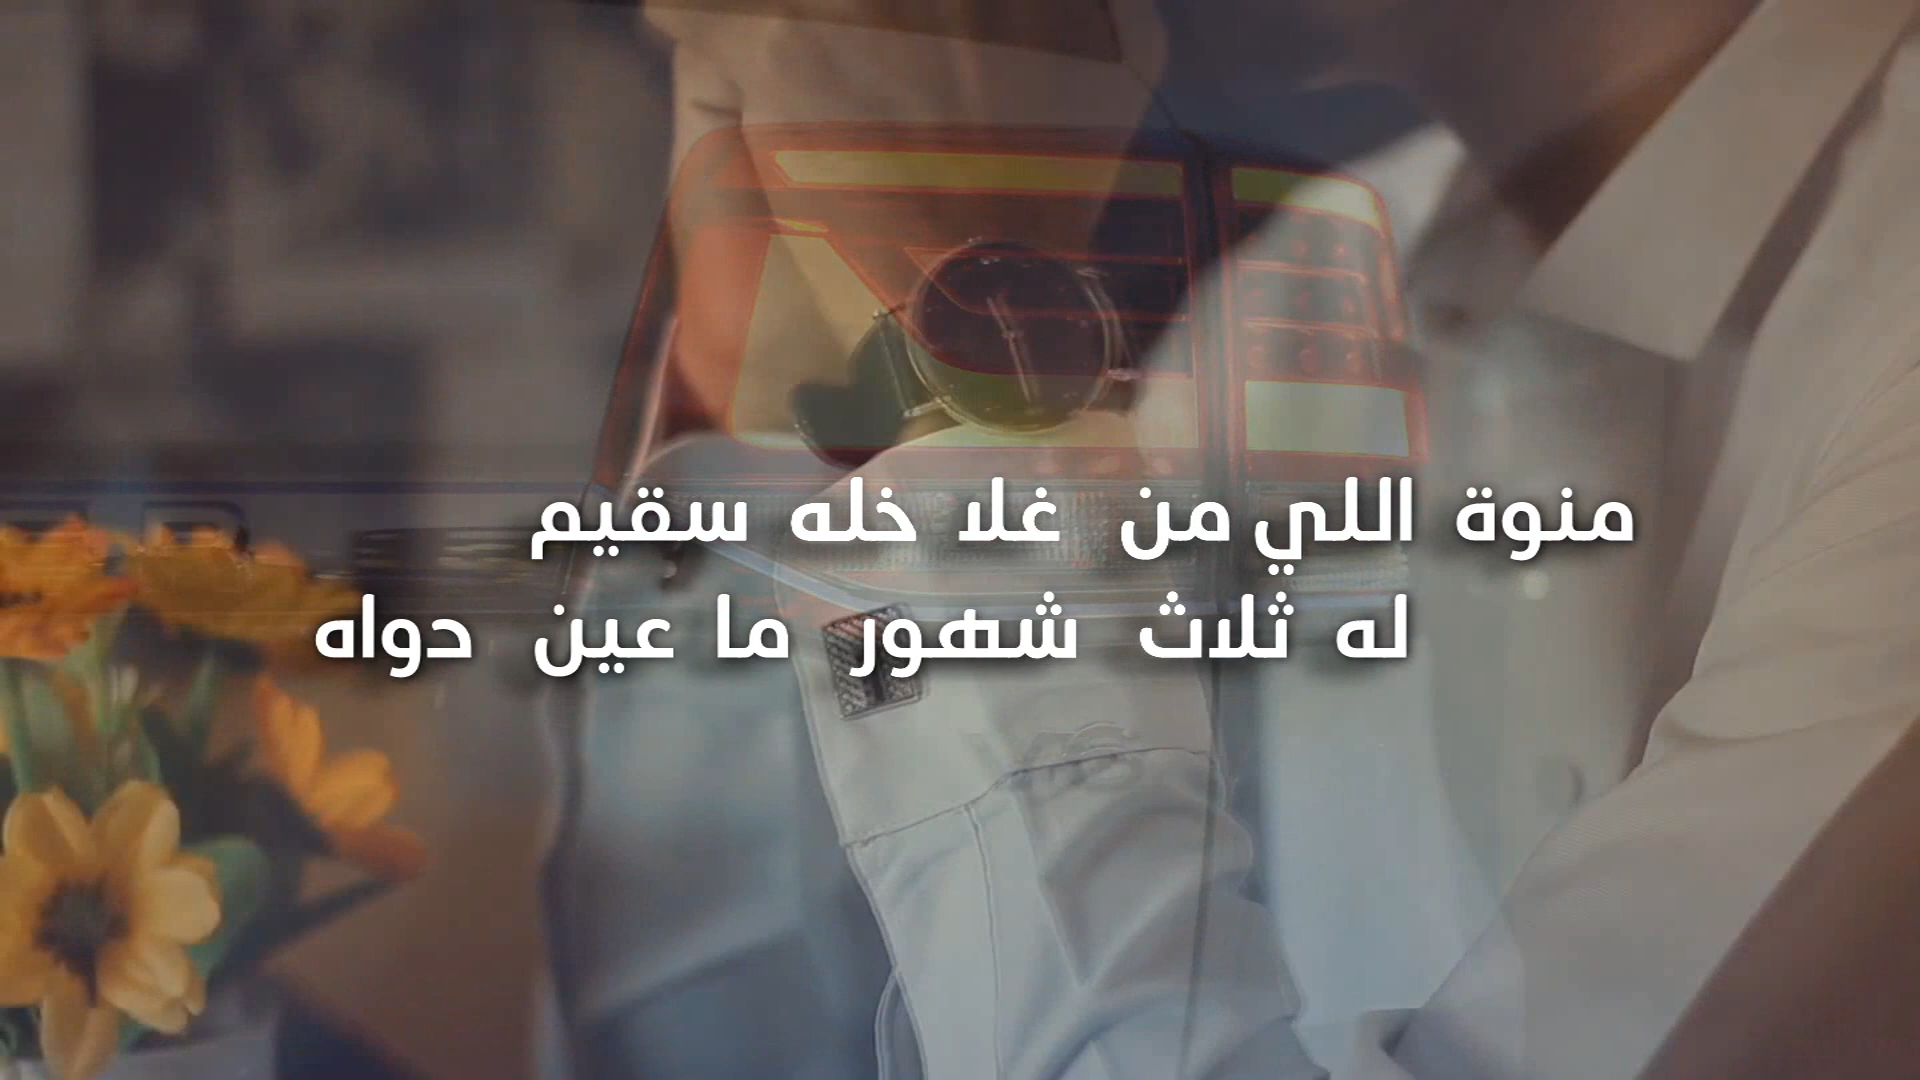 منوة اللي من غلا خله سقيم
له ثلاث شهور ما عين دواه